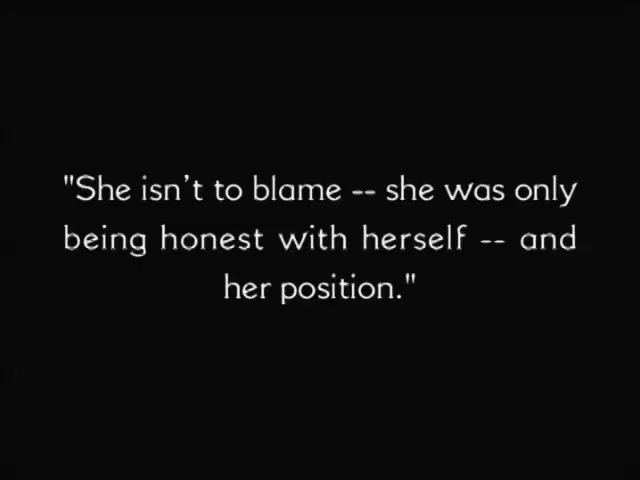 "She isn't to blame -- she was only
being honest with herself -- and
her position."